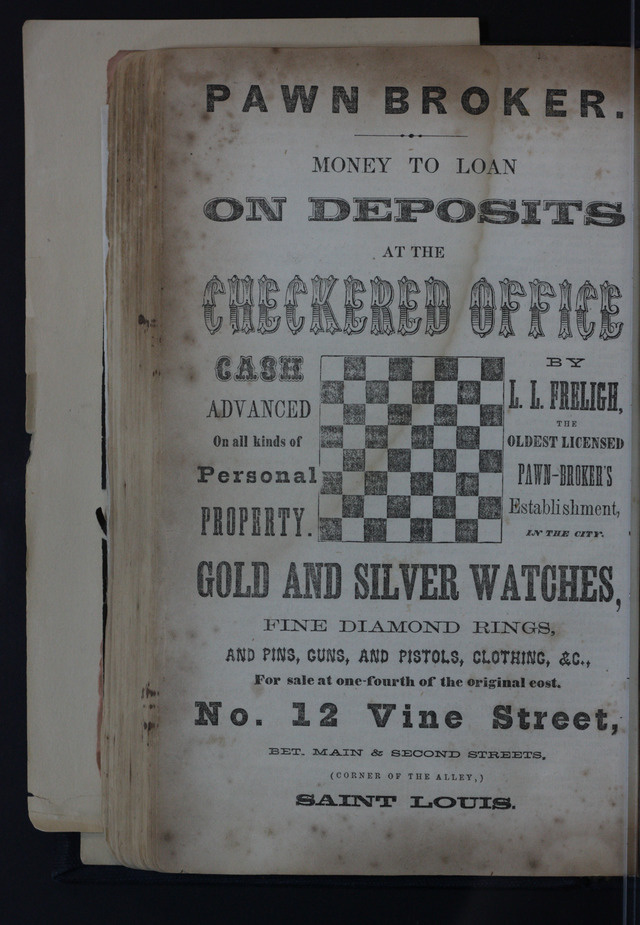 PAWN BROKER.
MONEY TO LOAN
ON DEPOSITS
AT THE
CHECKERED OFFICE
CASH
ADVANCED
On all kinds of
Personal
PROPERTY.
BY
L. L. FRELIGH,
THE
OLDEST LICENSED
PAWN-BROKER'S
Establishment,
IN THE CITY.
GOLD AND SILVER WATCHES,
FINE DIAMOND RINGS,
AND PINS, GUNS, AND PISTOLS, CLOTHING, &C.,
For sale at one-fourth of the original cost.
No. 12 Vine Street,
BET. MAIN & SECOND STREETS,
(CORNER OF THE ALLEY,)
SAINT LOUIS.